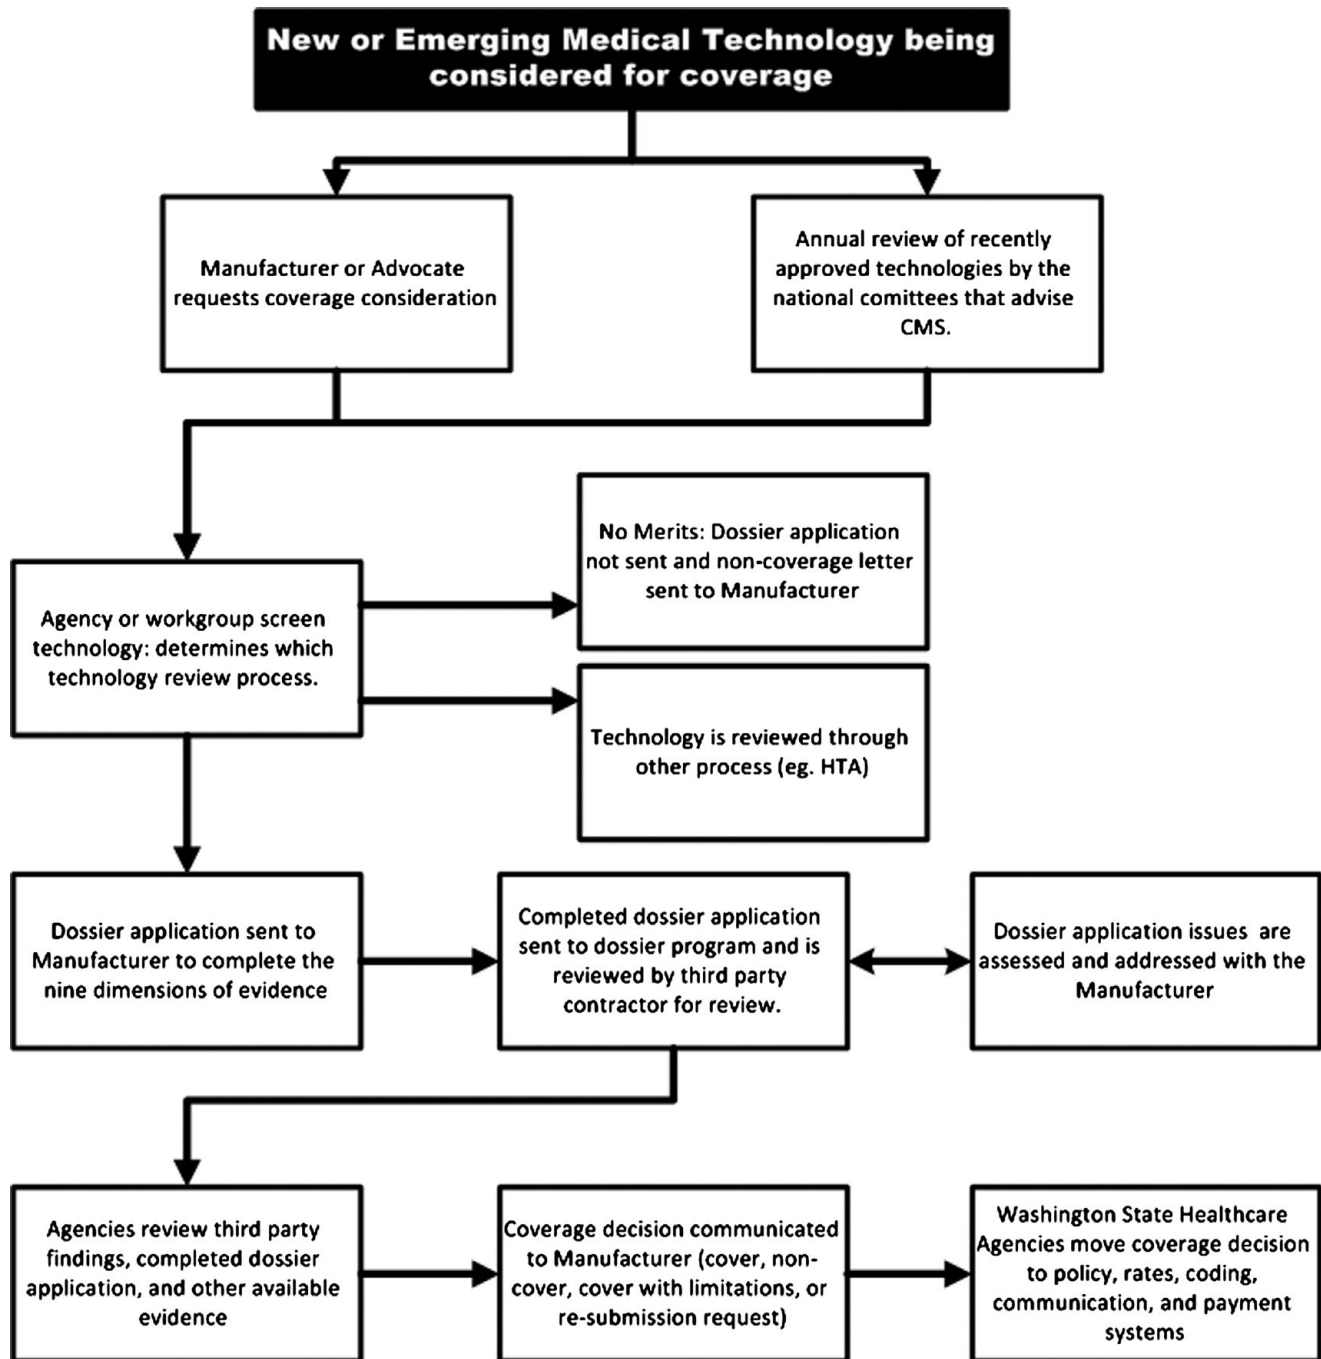 New or Emerging Medical Technology being
considered for coverage
Manufacturer or Advocate
requests coverage consideration
Annual review of recently
approved technologies by the
national comittees that advise
CMS.
No Merits: Dossier application
not sent and non-coverage letter
sent to Manufacturer
Agency or workgroup screen
technology: determines which
technology review process.
Technology is reviewed through
other process (eg. HTA)
Dossier application sent to
Manufacturer to complete the
nine dimensions of evidence
Completed dossier application
sent to dossier program and is
reviewed by third party
contractor for review.
Dossier application issues are
assessed and addressed with the
Manufacturer
Agencies review third party
findings, completed dossier
application, and other available
evidence
Coverage decision communicated
to Manufacturer (cover, non-
cover, cover with limitations, or
re-submission request)
Washington State Healthcare
Agencies move coverage decision
to policy, rates, coding,
communication, and payment
systems